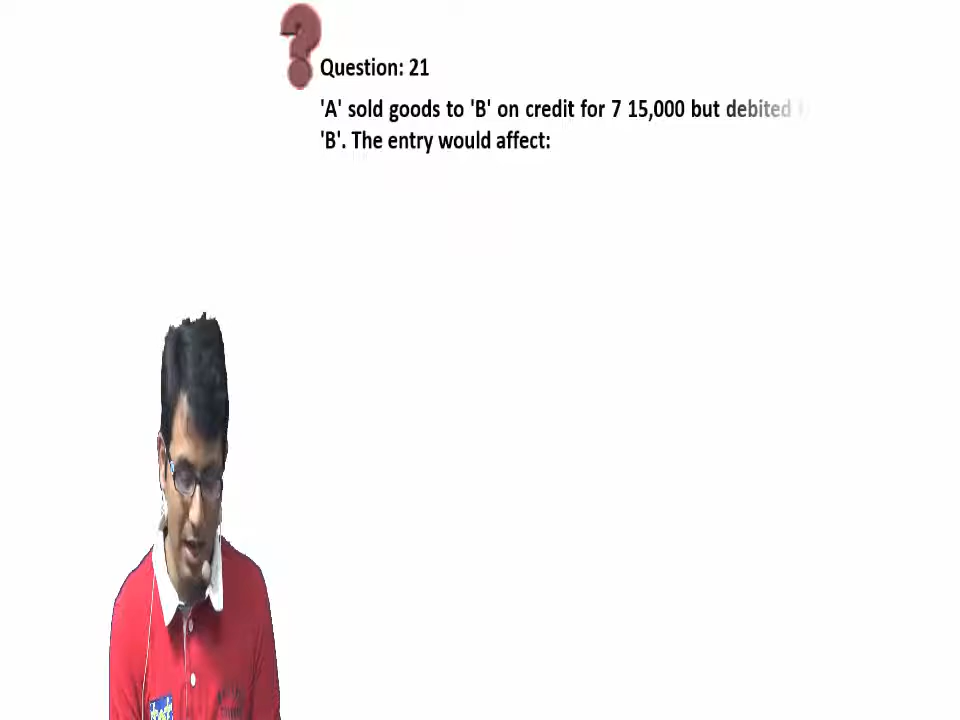 Question: 21
'A' sold goods to 'B' on credit for 7 15,000 but debited
'B'. The entry would affect: